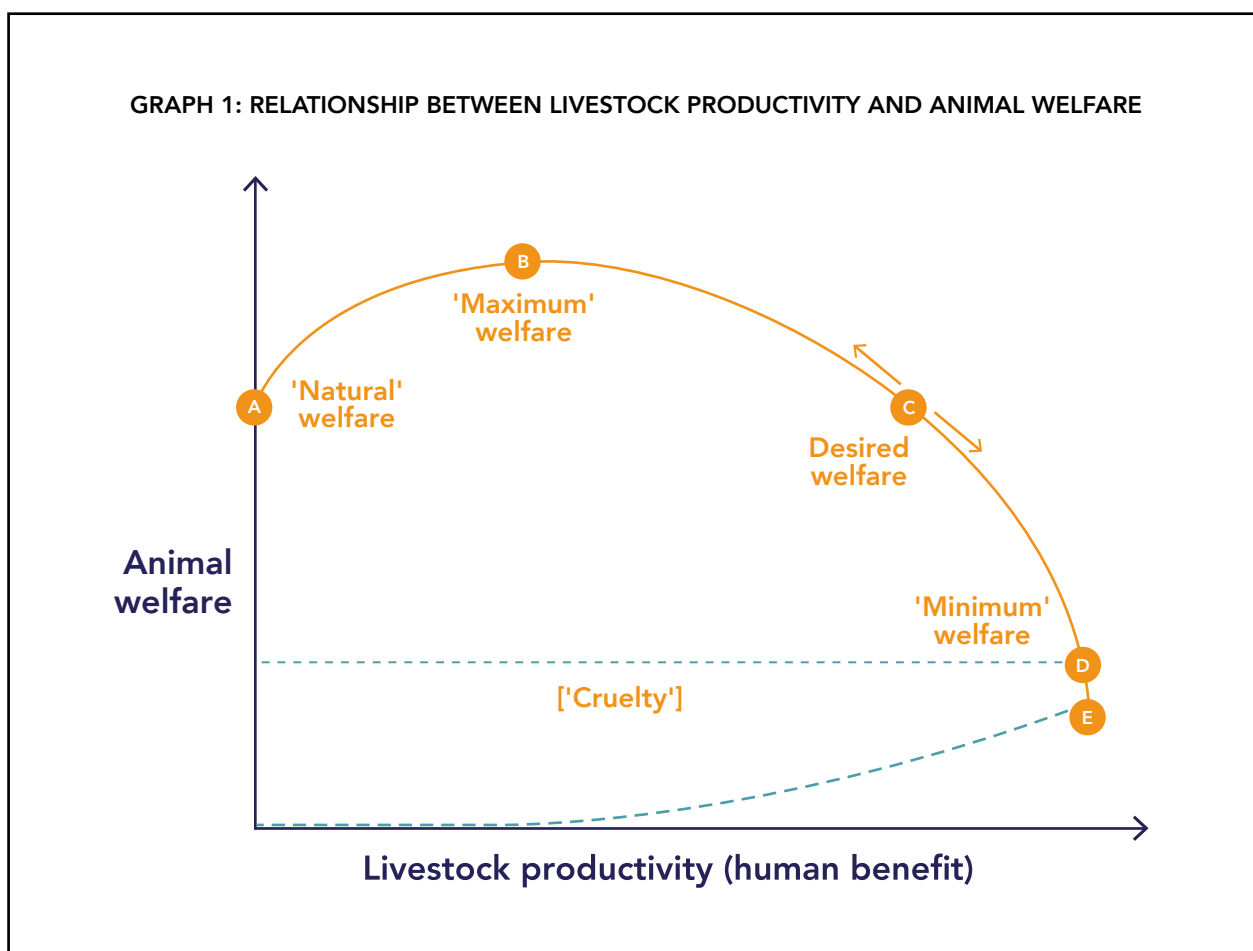 GRAPH 1: RELATIONSHIP BETWEEN LIVESTOCK PRODUCTIVITY AND ANIMAL WELFARE
B
'Maximum'
welfare
A
'Natural'
welfare
C
Desired
welfare
Animal
welfare
'Minimum'
welfare
D
['Cruelty']
E
Livestock productivity (human benefit)